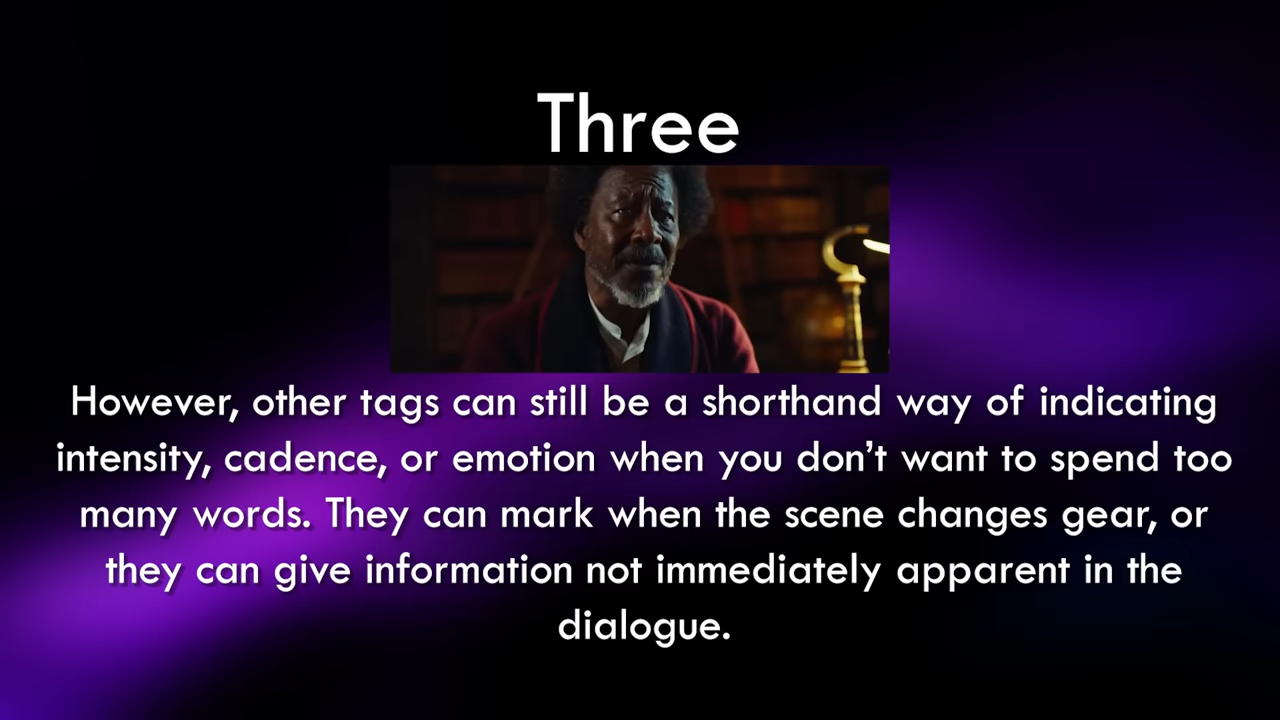 Three
However, other tags can still be a shorthand way of indicating
intensity, cadence, or emotion when you don’t want to spend too
many words. They can mark when the scene changes gear, or
they can give information not immediately apparent in the
dialogue.